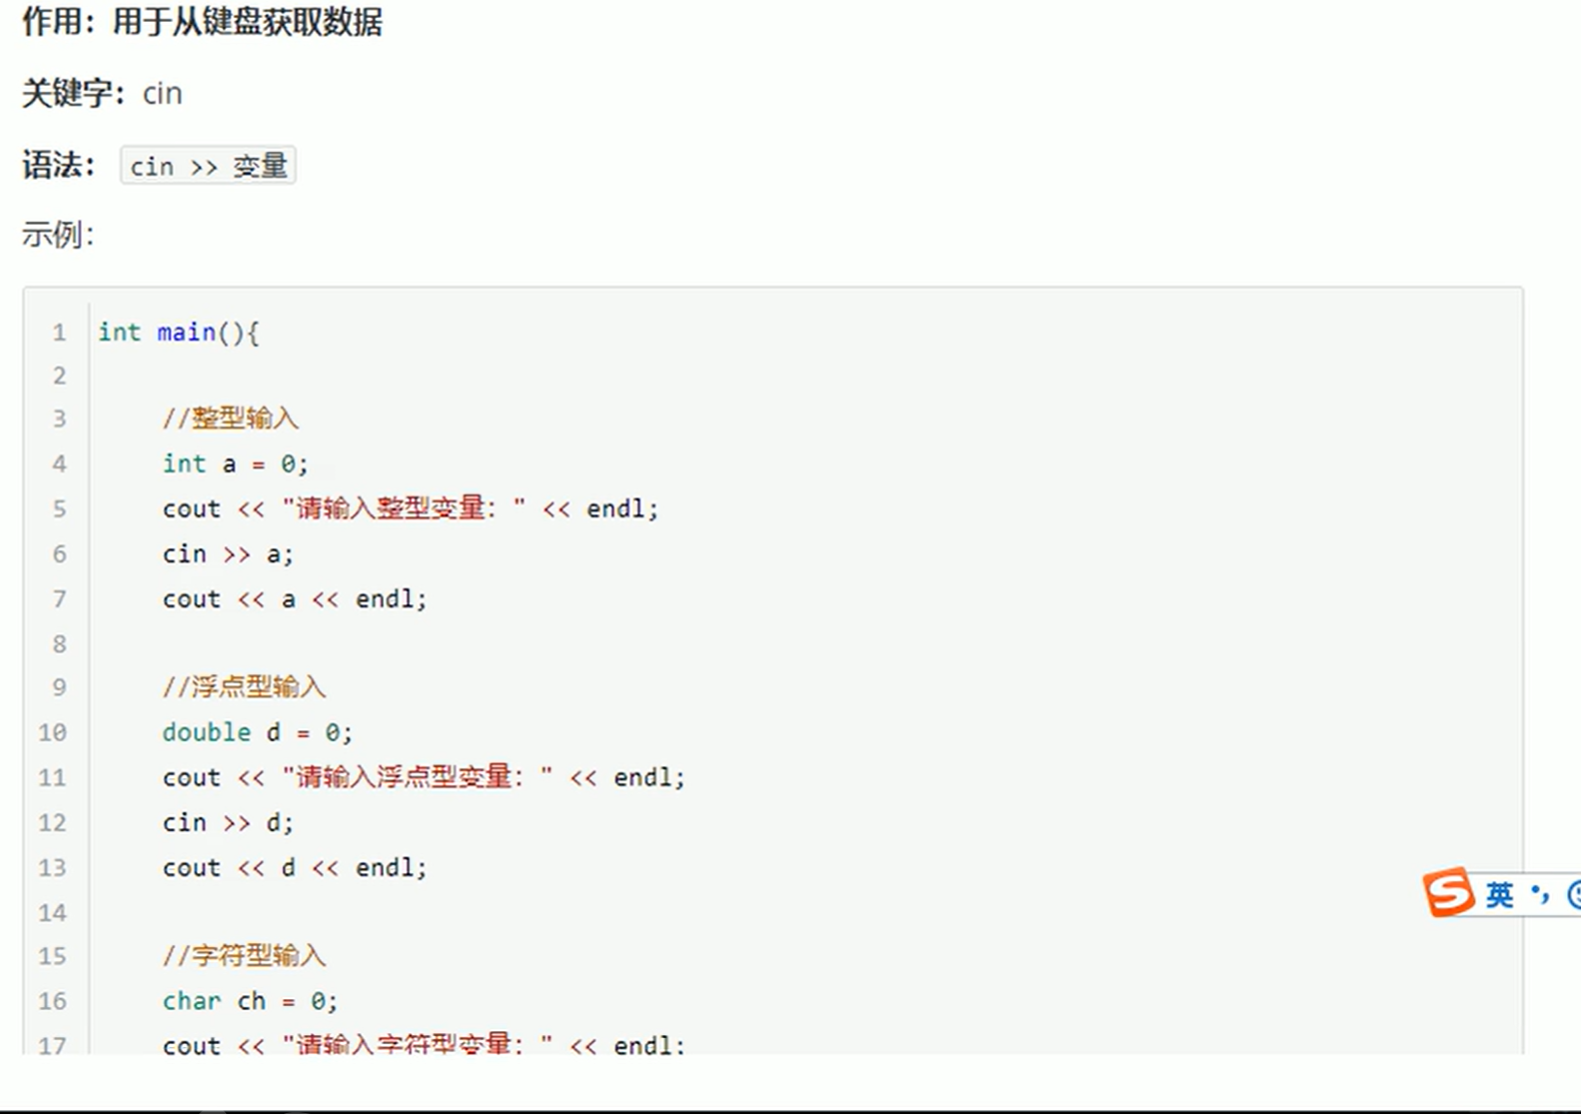 作用：用于从键盘获取数据
关键字：cin
语法： cin >> 变量
示例：
1 int main(){
2
3 //整型输入
4 int a = 0;
5 cout << "请输入整型变量：" << endl;
6 cin >> a;
7 cout << a << endl;
8
9 //浮点型输入
10 double d = 0;
11 cout << "请输入浮点型变量：" << endl;
12 cin >> d;
13 cout << d << endl;
14
15 //字符型输入
16 char ch = 0;
17 cout << "请输入字符型变量：" << endl;
S 英